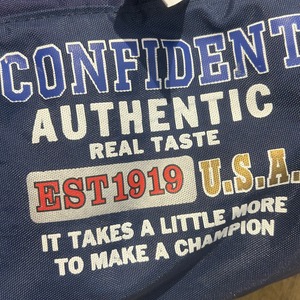 CONFIDENT
AUTHENTIC
REAL TASTE
EST1919 U.S.A.
IT TAKES A LITTLE MORE
TO MAKE A CHAMPION